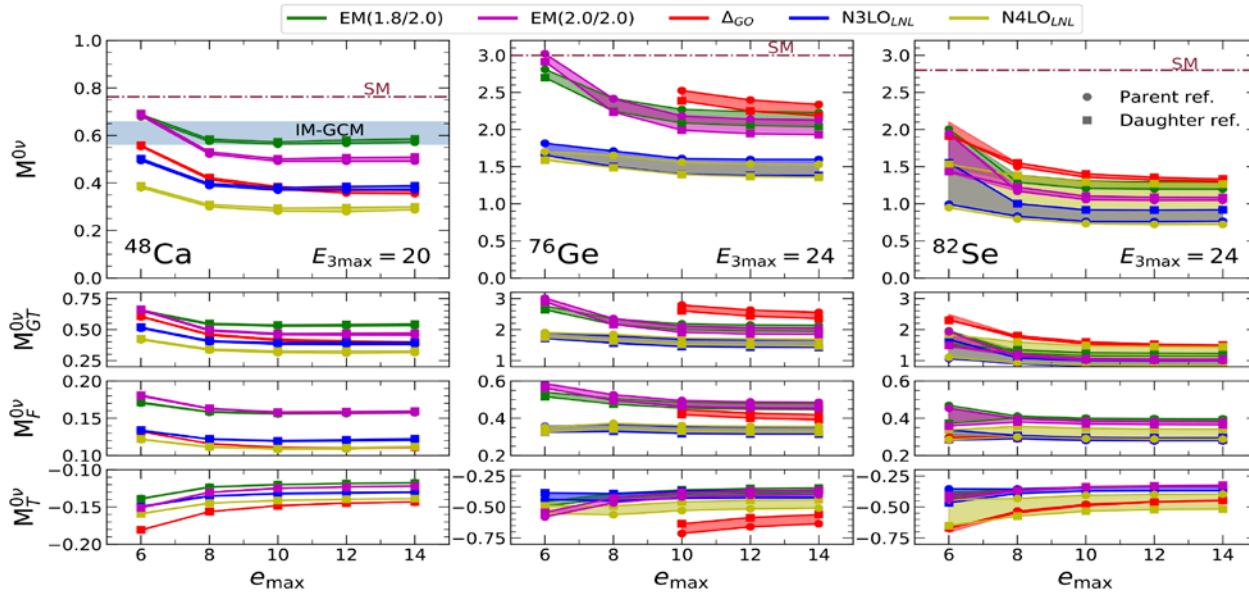 EM(1.8/2.0) EM(2.0/2.0) Δ_GO N3LO_LNL N4LO_LNL
M^0ν
1.0
0.8
0.6
0.4
0.2
0.0
SM
IM-GCM
^48Ca E_3max = 20
3.0
2.5
2.0
1.5
1.0
0.5
0.0
SM
^76Ge E_3max = 24
3.0
2.5
2.0
1.5
1.0
0.5
0.0
SM
Parent ref.
Daughter ref.
^82Se E_3max = 24
M^0ν_GT
0.75
0.50
0.25
3
2
1
3
2
1
M^0ν_F
0.20
0.15
0.10
0.6
0.4
0.2
0.6
0.4
0.2
M^0ν_T
−0.10
−0.15
−0.20
−0.25
−0.50
−0.75
−0.25
−0.50
−0.75
6 8 10 12 14
6 8 10 12 14
6 8 10 12 14
e_max e_max e_max